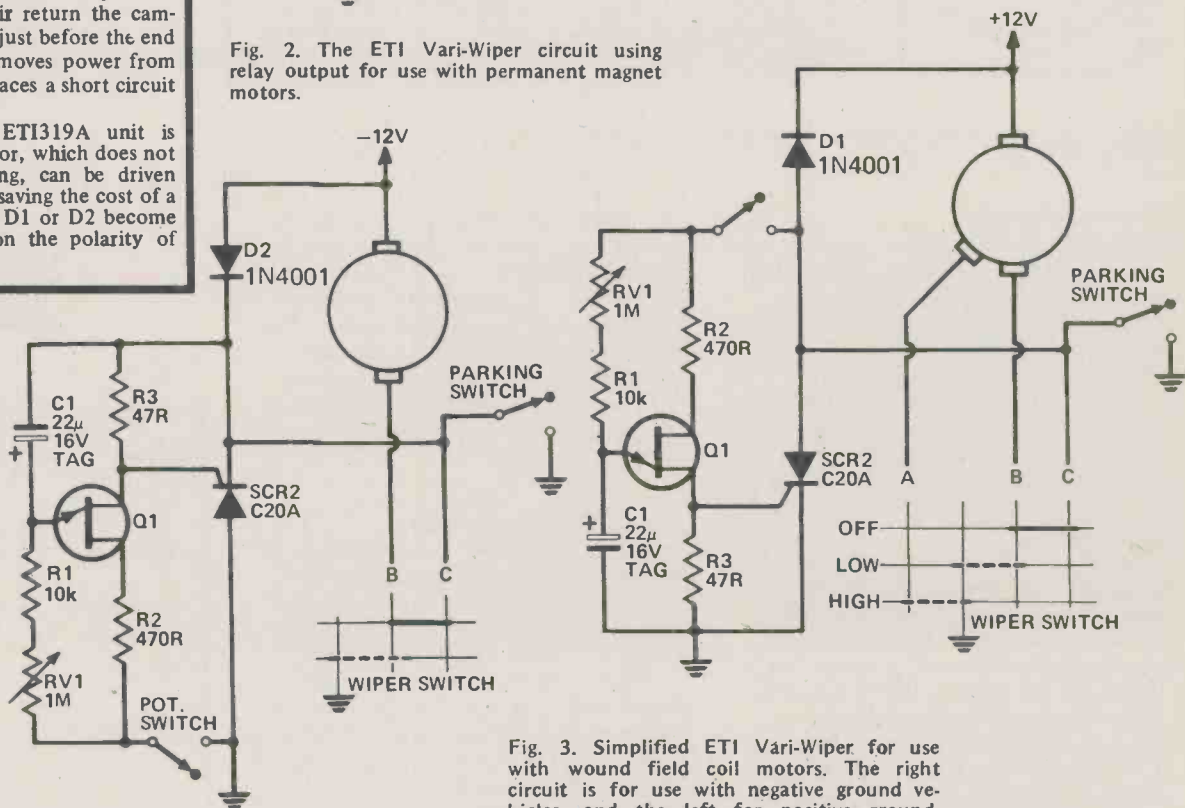 ir return the cam-
just before the end
moves power from
aces a short circuit
ETI319A unit is
or, which does not
ng, can be driven
saving the cost of a
D1 or D2 become
on the polarity of
Fig. 2. The ETI Vari-Wiper circuit using
relay output for use with permanent magnet
motors.
−12V
D2
1N4001
C1
22μ
16V
TAG
+
R3
47R
Q1
R1
10k
R2
470R
RV1
1M
POT.
SWITCH
SCR2
C20A
PARKING
SWITCH
B
C
WIPER SWITCH
+12V
D1
1N4001
RV1
1M
R2
470R
R1
10k
Q1
+
C1
22μ
16V
TAG
R3
47R
SCR2
C20A
PARKING
SWITCH
A
B
C
OFF
LOW
HIGH
WIPER SWITCH
Fig. 3. Simplified ETI Vari-Wiper for use
with wound field coil motors. The right
circuit is for use with negative ground ve-
and the left for positive ground